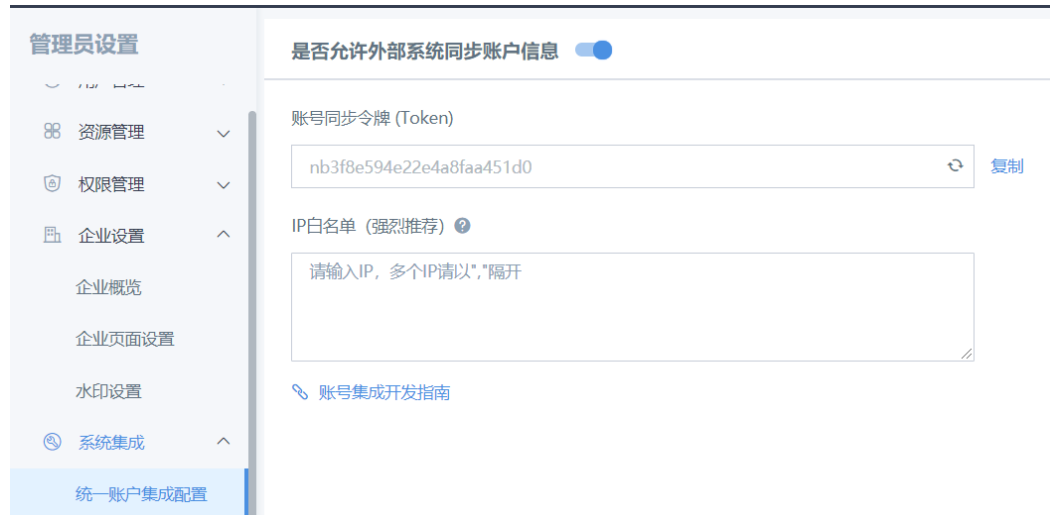 管理员设置
资源管理
权限管理
企业设置
企业概览
企业页面设置
水印设置
系统集成
统一账户集成配置
是否允许外部系统同步账户信息
账号同步令牌 (Token)
nb3f8e594e22e4a8faa451d0
复制
IP白名单（强烈推荐）
请输入IP，多个IP请以","隔开
账号集成开发指南